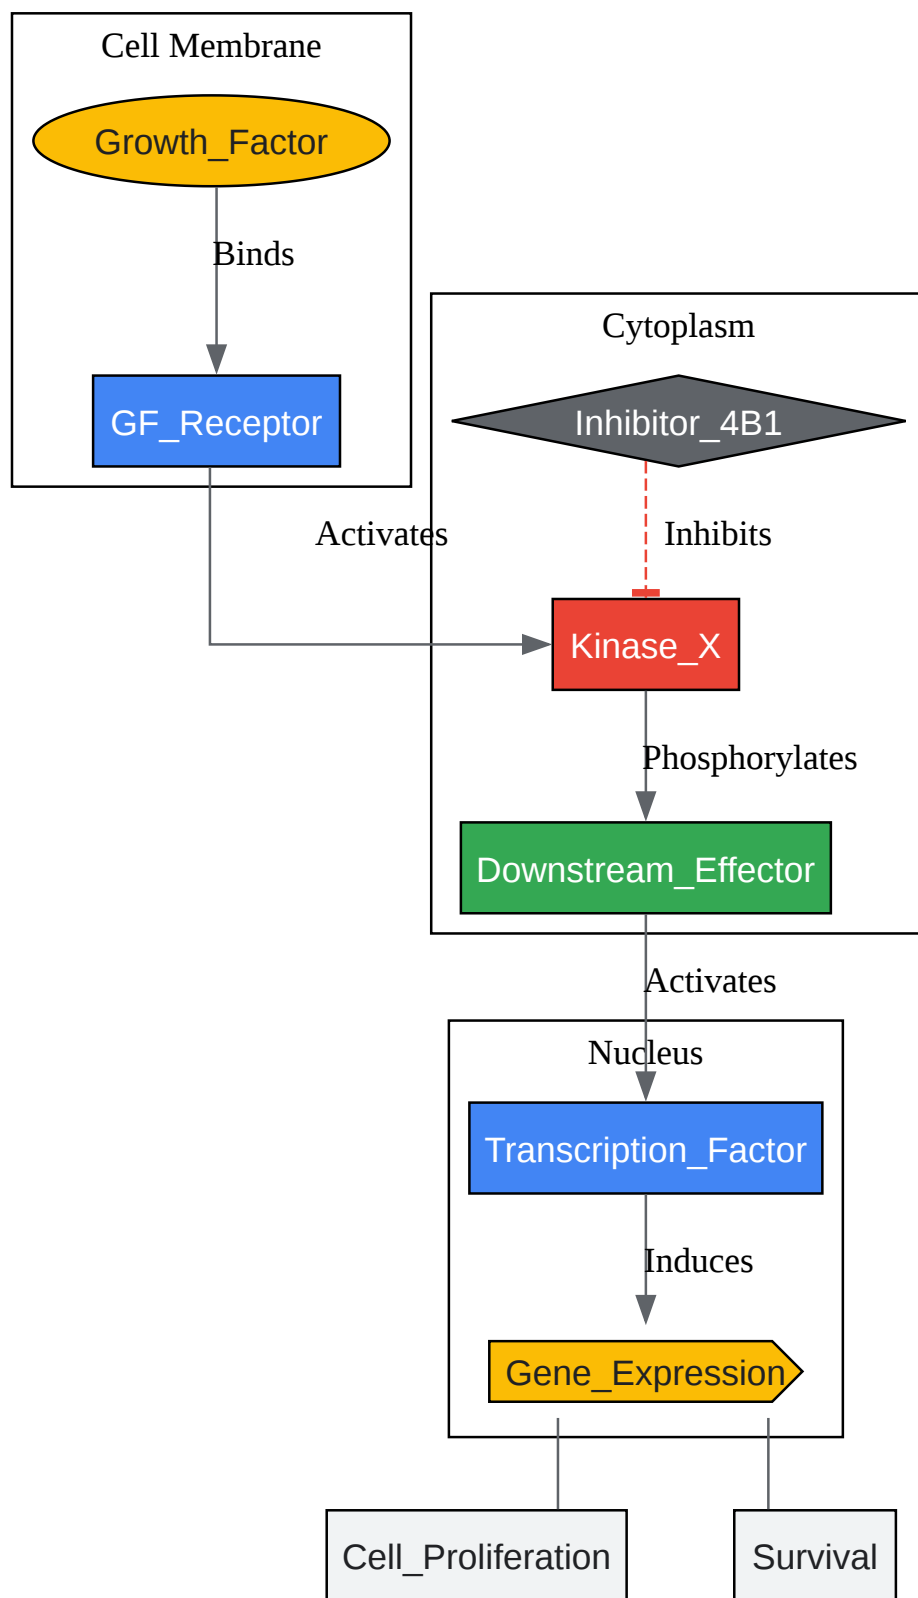 Cell Membrane
Growth_Factor
Binds
GF_Receptor
Cytoplasm
Inhibitor_4B1
Activates
Inhibits
Kinase_X
Phosphorylates
Downstream_Effector
Activates
Nucleus
Transcription_Factor
Induces
Gene_Expression
Cell_Proliferation
Survival